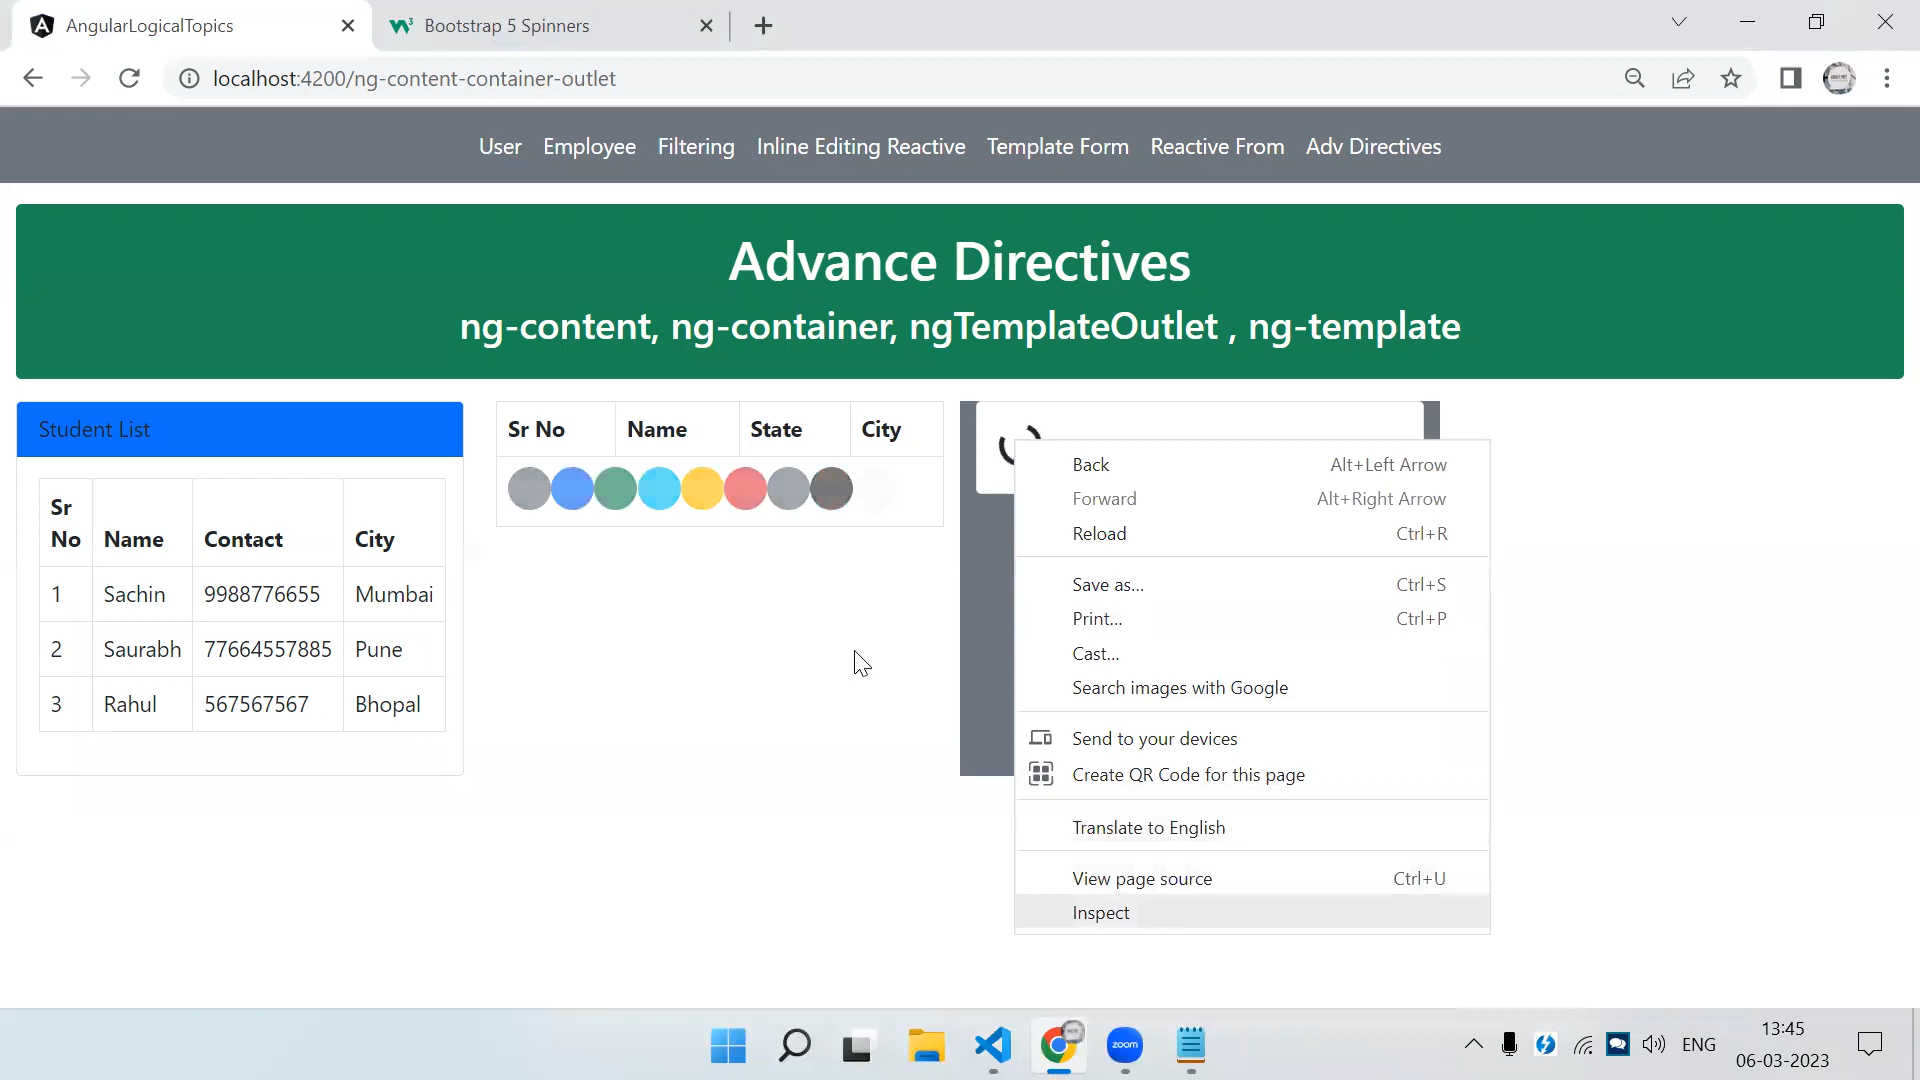 AngularLogicalTopics
Bootstrap 5 Spinners
localhost:4200/ng-content-container-outlet
User Employee Filtering Inline Editing Reactive Template Form Reactive From Adv Directives
Advance Directives
ng-content, ng-container, ngTemplateOutlet , ng-template
Student List
Sr No Name Contact City
1 Sachin 9988776655 Mumbai
2 Saurabh 77664557885 Pune
3 Rahul 567567567 Bhopal
Sr No Name State City
Back Alt+Left Arrow
Forward Alt+Right Arrow
Reload Ctrl+R
Save as... Ctrl+S
Print... Ctrl+P
Cast...
Search images with Google
Send to your devices
Create QR Code for this page
Translate to English
View page source Ctrl+U
Inspect
zoom
ENG
13:45
06-03-2023